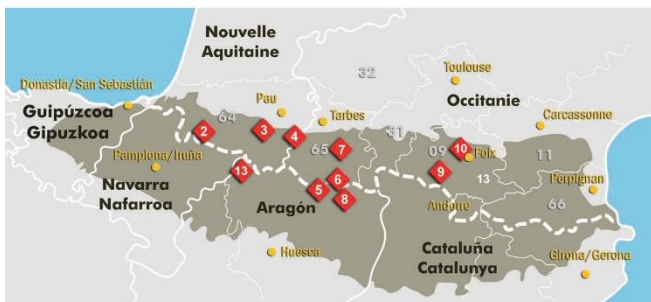 Nouvelle
Aquitaine
32
Toulouse
Donastia/San Sebastián
Pau
Tarbes
Occitanie
Carcassonne
Guipúzcoa
Gipuzkoa
64
2
3
4
31
65
7
09
10
Foix
11
Pamplona/Iruña
13
9
13
Perpignan
Navarra
Nafarroa
5
6
8
Aragón
Andorre
66
Huesca
Cataluña
Catalunya
Girona/Gerona